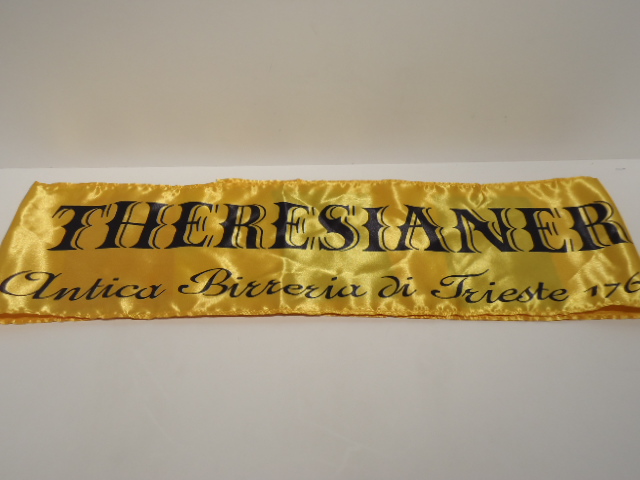 THERESIANER
Antica Birreria di Trieste 176